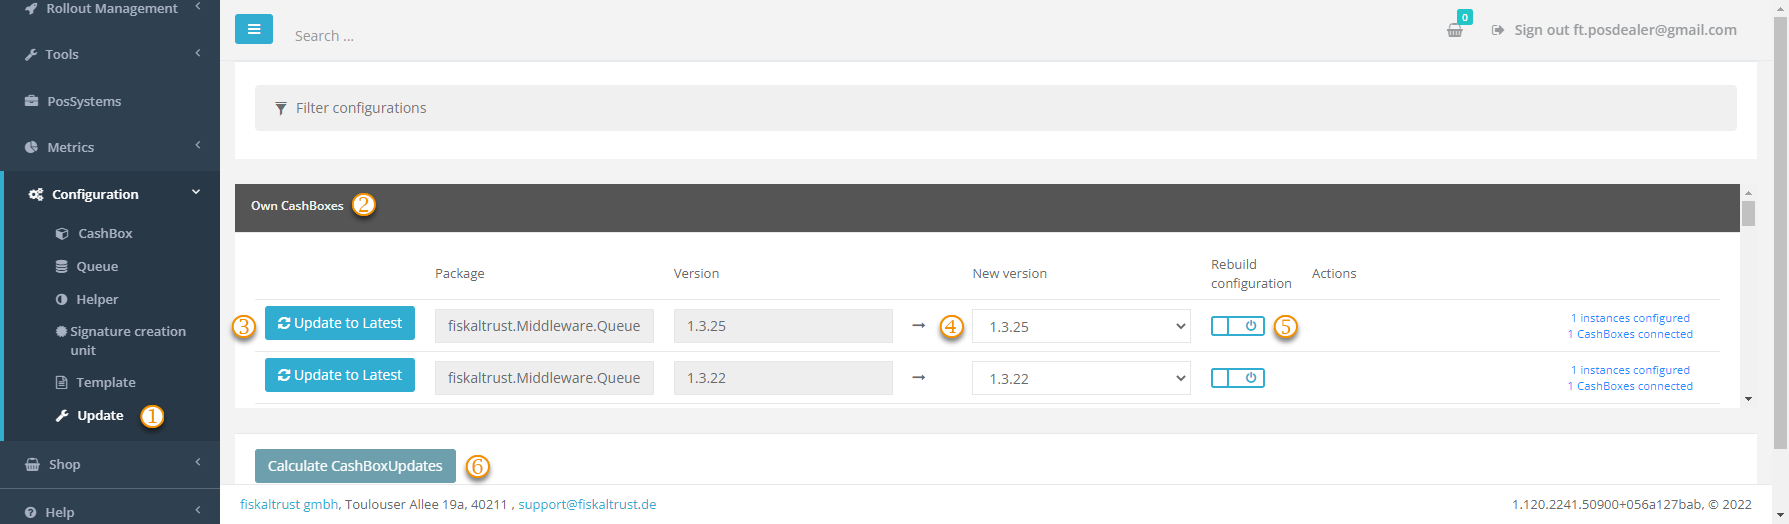 Rollout Management
Tools
PosSystems
Metrics
Configuration
CashBox
Queue
Helper
Signature creation
unit
Template
Update 1
Shop
Help
Search ...
0
Sign out ft.posdealer@gmail.com
Filter configurations
Own CashBoxes 2
Package Version New version Rebuild
configuration Actions
3 Update to Latest fiskaltrust.Middleware.Queue 1.3.25 → 4 1.3.25 5 1 instances configured
1 CashBoxes connected
Update to Latest fiskaltrust.Middleware.Queue 1.3.22 → 1.3.22 1 instances configured
1 CashBoxes connected
Calculate CashBoxUpdates 6
fiskaltrust gmbh, Toulouser Allee 19a, 40211 , support@fiskaltrust.de 1.120.2241.50900+056a127bab, © 2022